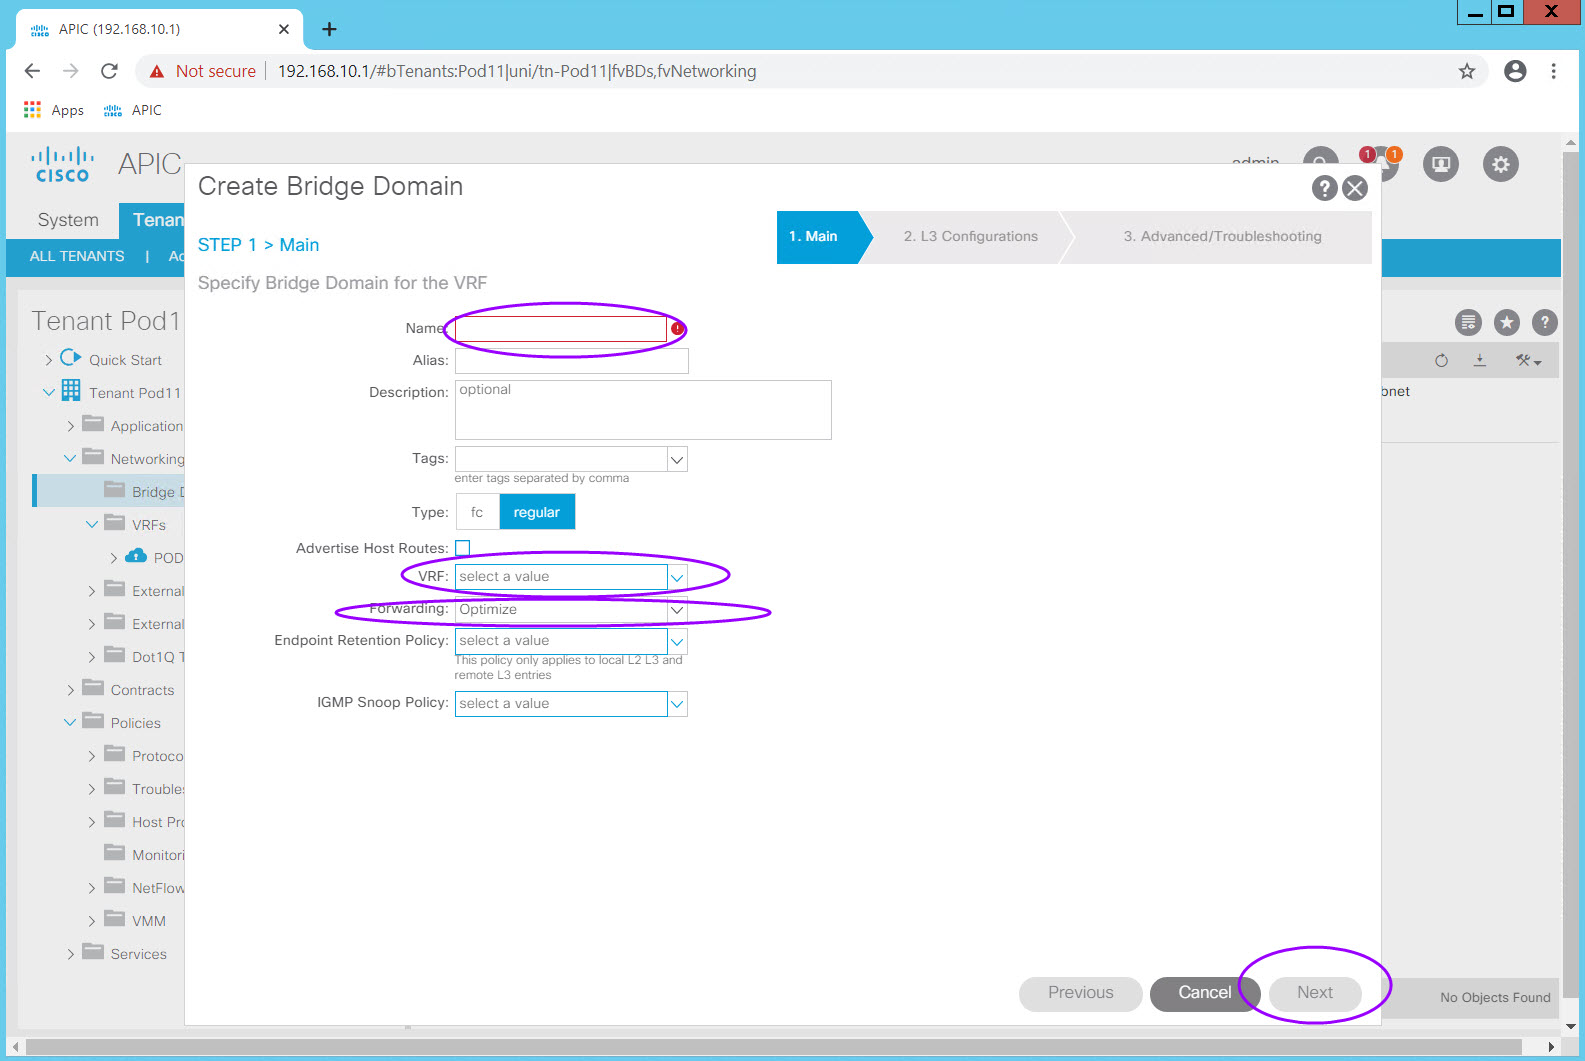 APIC (192.168.10.1)
Not secure 192.168.10.1/#bTenants:Pod11|uni/tn-Pod11|fvBDs,fvNetworking
Apps APIC
CISCO APIC admin 1 1
System Tenan
ALL TENANTS |
Create Bridge Domain
STEP 1 > Main
1. Main 2. L3 Configurations 3. Advanced/Troubleshooting
Specify Bridge Domain for the VRF
Name:
Alias:
Description: optional
Tags:
enter tags separated by comma
Type: fc regular
Advertise Host Routes:
VRF: select a value
Forwarding: Optimize
Endpoint Retention Policy: select a value
This policy only applies to local L2 L3 and
remote L3 entries
IGMP Snoop Policy: select a value
Previous Cancel Next
Tenant Pod1
Quick Start
Tenant Pod11
Application
Networking
Bridge D
VRFs
POD
External
External
Dot1Q T
Contracts
Policies
Protoco
Troubles
Host Pro
Monitori
NetFlow
VMM
Services
bnet
No Objects Found